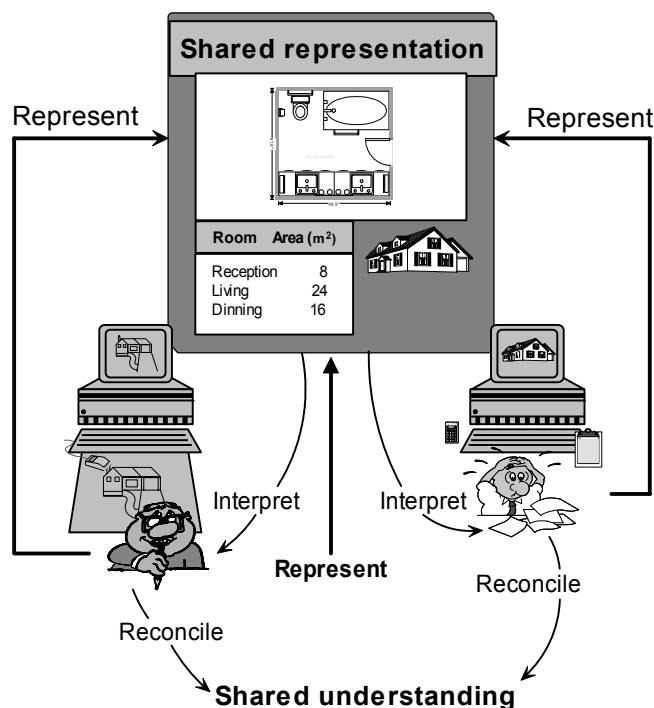 Shared representation
Represent
Represent
Room Area (m²)
Reception 8
Living 24
Dinning 16
Interpret
Interpret
Represent
Reconcile
Reconcile
Shared understanding